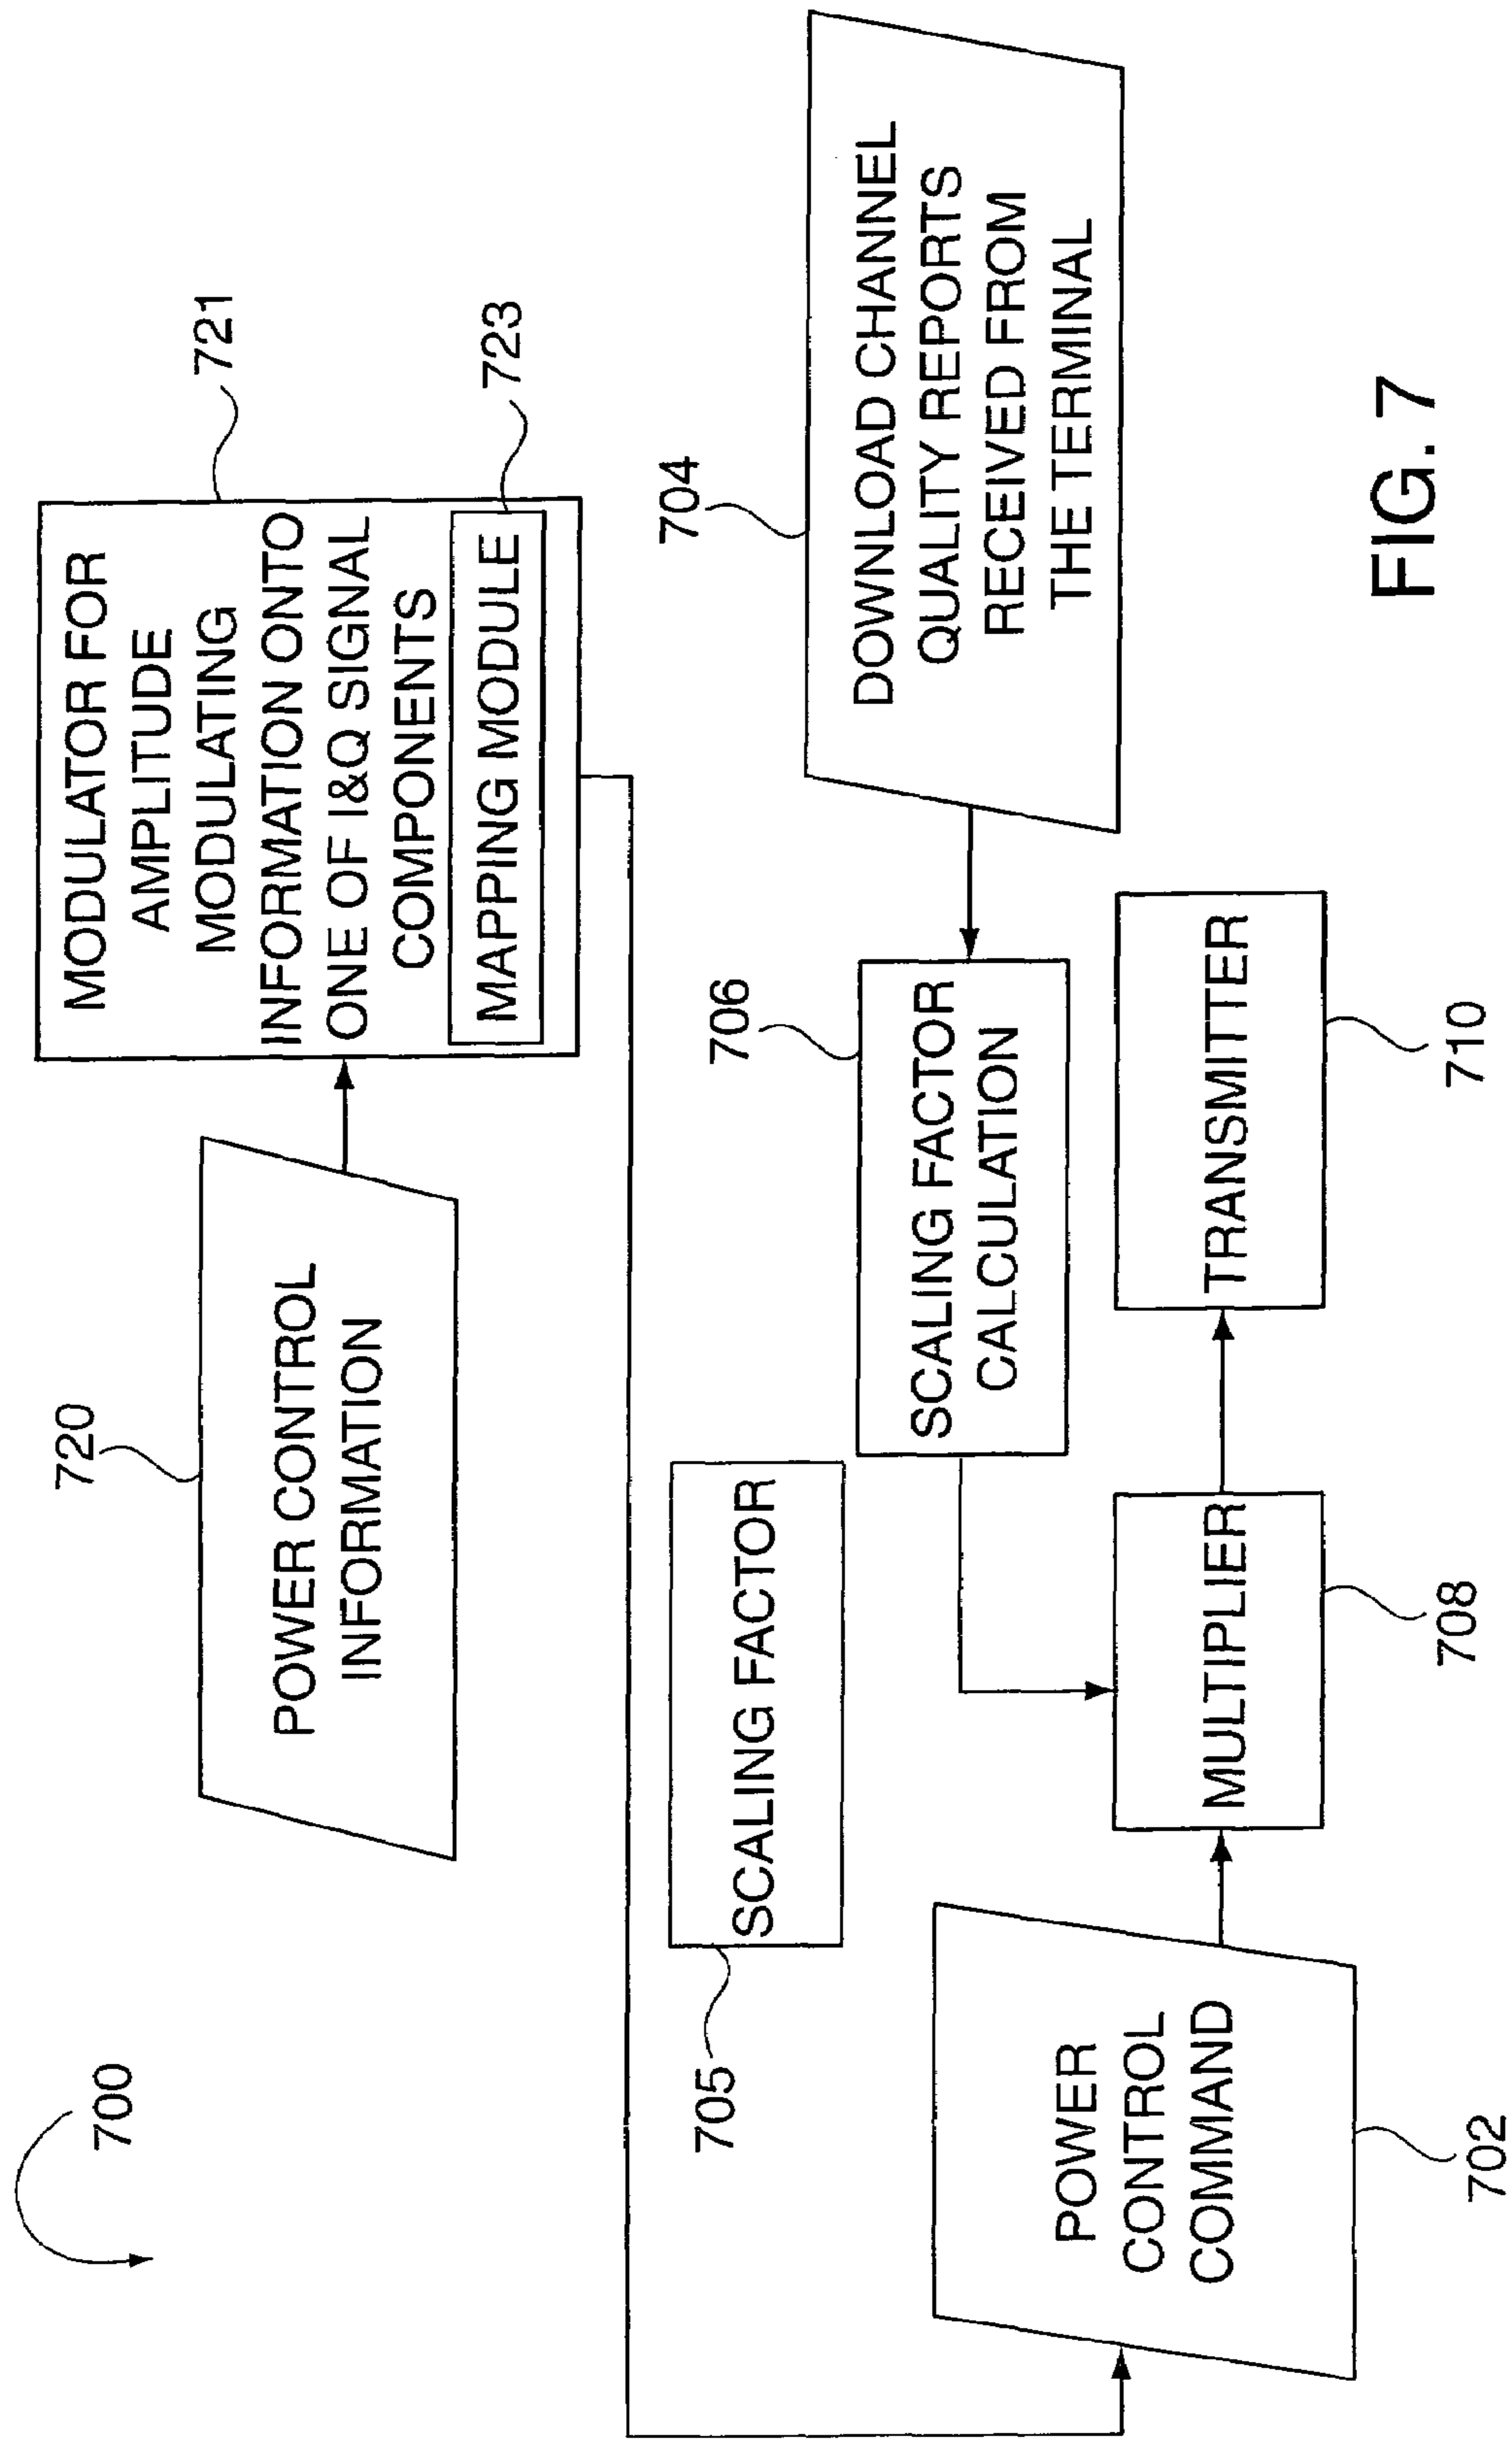 700
720
POWER CONTROL
INFORMATION
721
MODULATOR FOR
AMPLITUDE
MODULATING
INFORMATION ONTO
ONE OF I&Q SIGNAL
COMPONENTS
MAPPING MODULE
723
705
SCALING FACTOR
706
SCALING FACTOR
CALCULATION
704
DOWNLOAD CHANNEL
QUALITY REPORTS
RECEIVED FROM
THE TERMINAL
POWER
CONTROL
COMMAND
702
MULTIPLIER
708
TRANSMITTER
710
FIG. 7